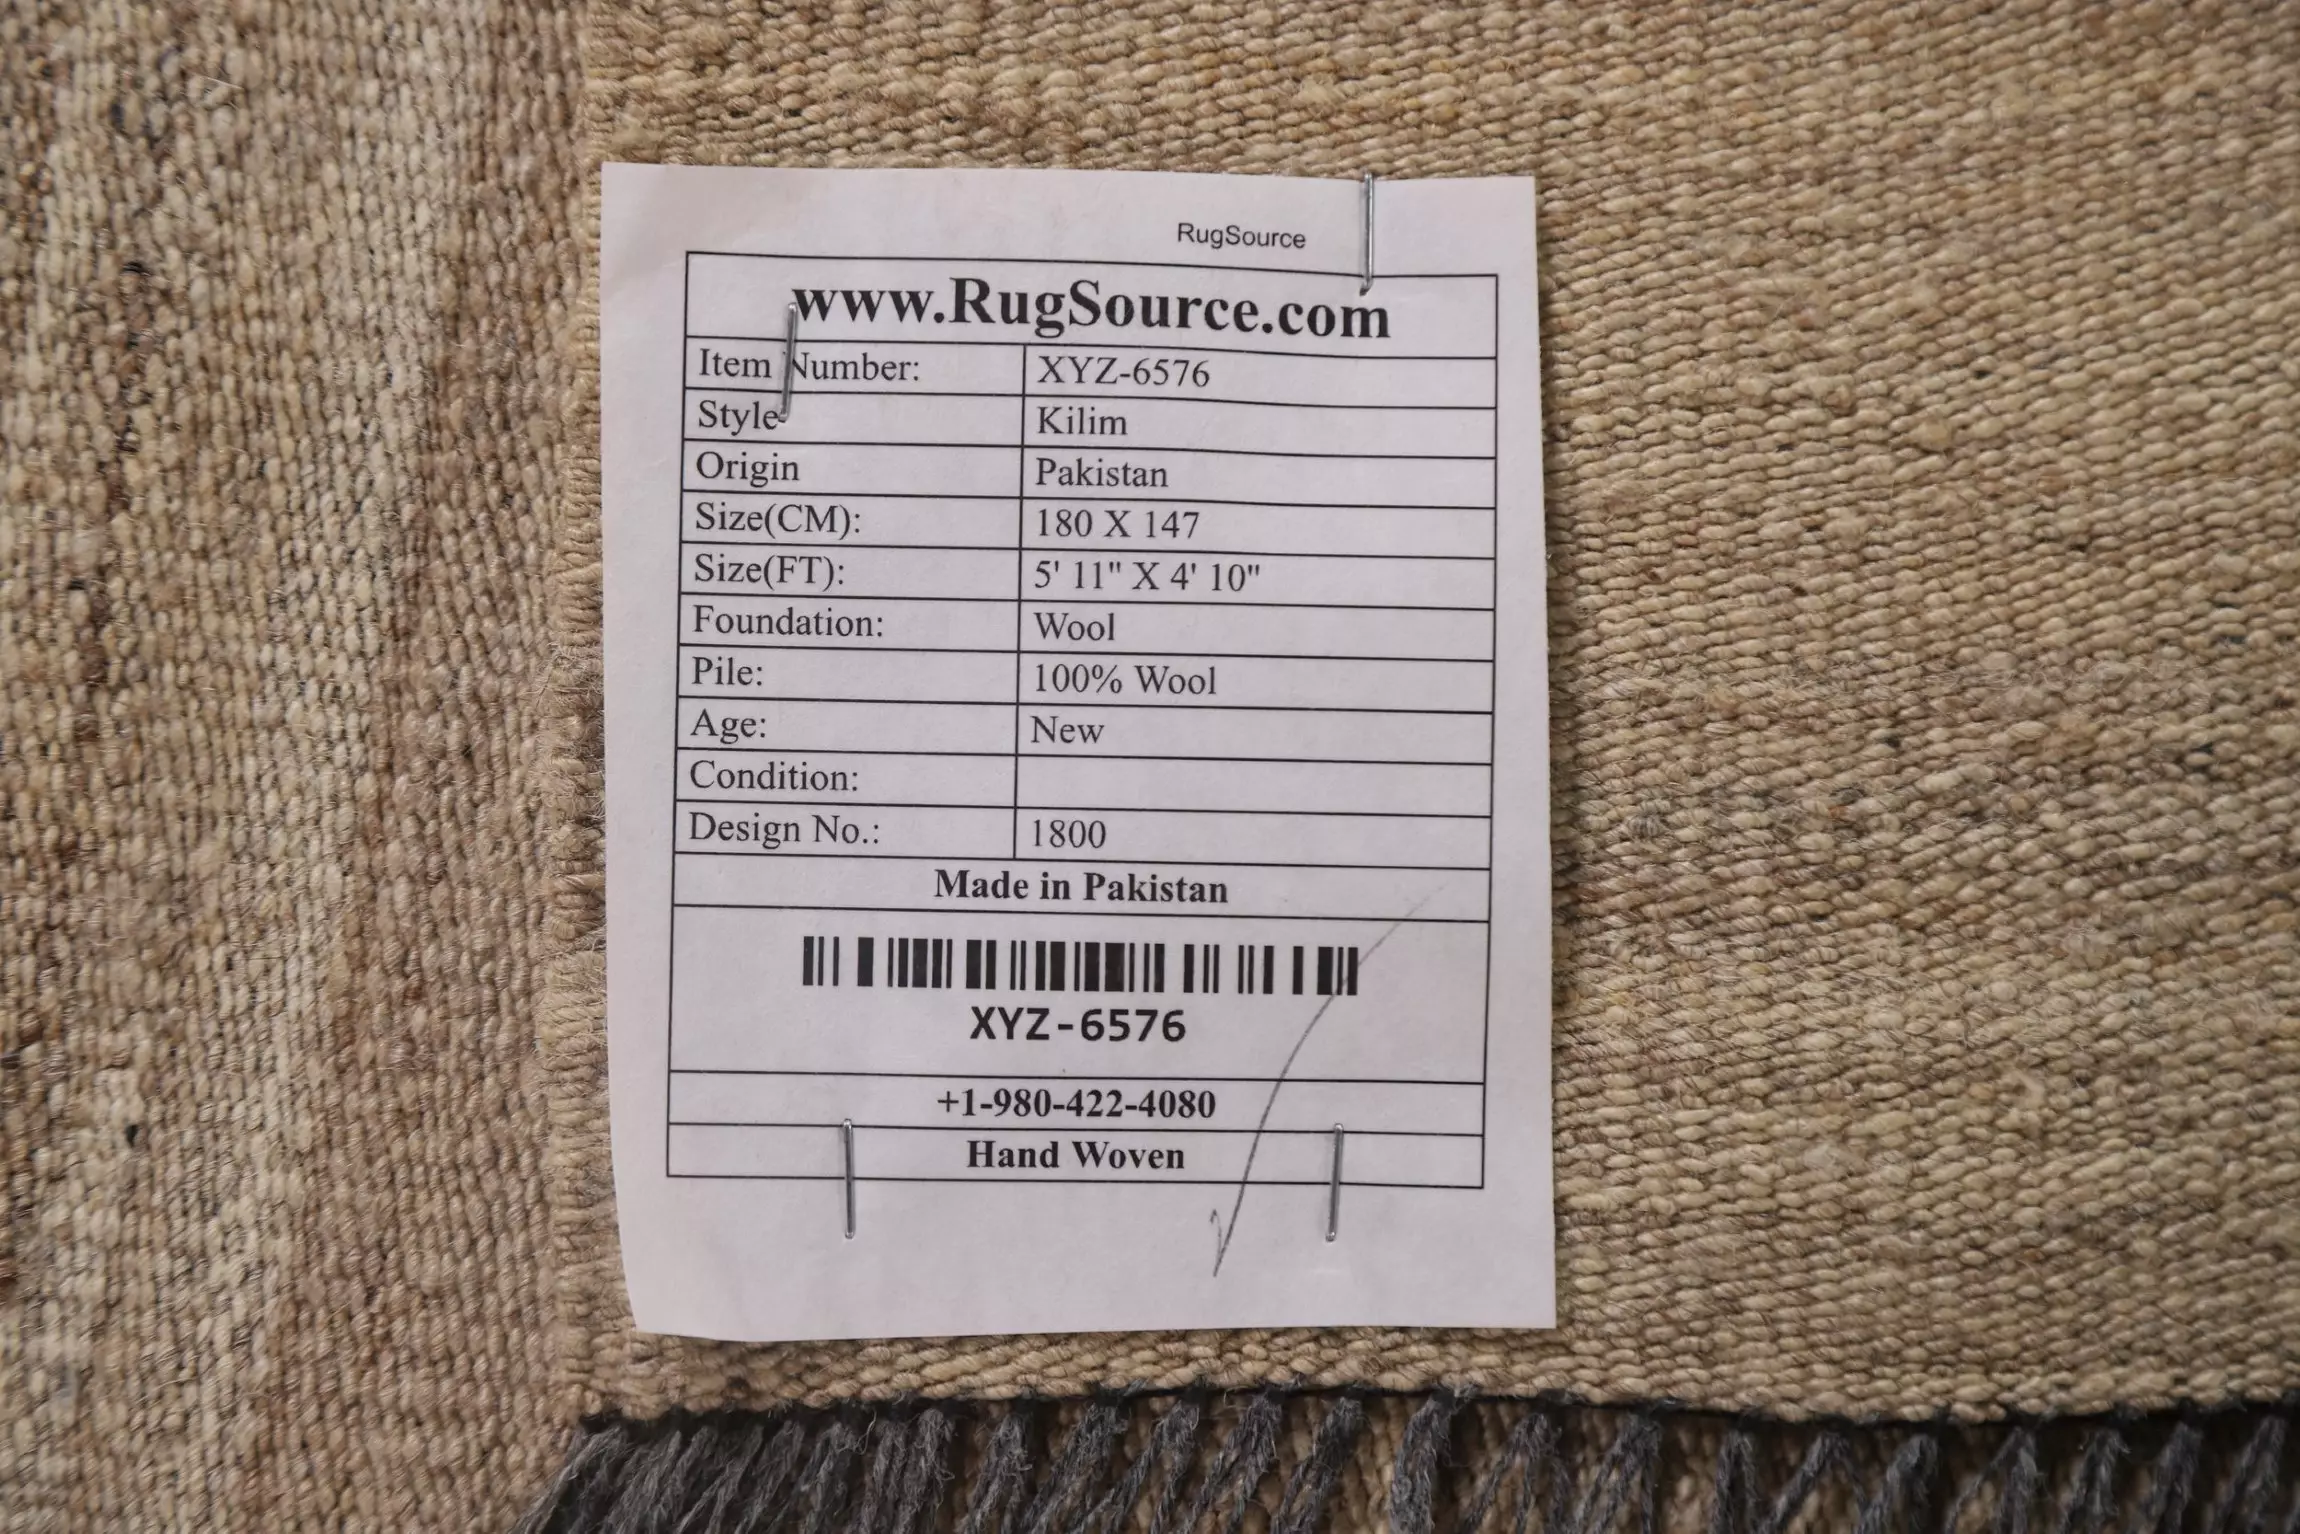 RugSource
www.RugSource.com
Item Number: XYZ-6576
Style Kilim
Origin Pakistan
Size(CM): 180 X 147
Size(FT): 5' 11" X 4' 10"
Foundation: Wool
Pile: 100% Wool
Age: New
Condition:
Design No.: 1800
Made in Pakistan
XYZ-6576
+1-980-422-4080
Hand Woven